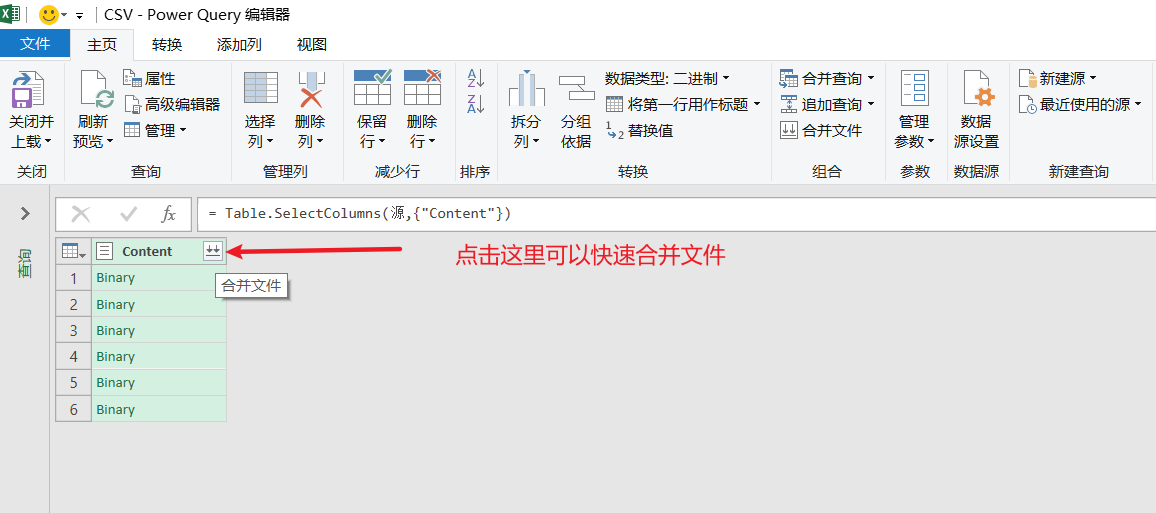 CSV - Power Query 编辑器
文件 主页 转换 添加列 视图
关闭并上载
关闭
刷新预览
属性
高级编辑器
管理
查询
选择列
删除列
管理列
保留行
删除行
减少行
A
Z
Z
A
排序
拆分列
分组依据
数据类型: 二进制
将第一行用作标题
1
2
替换值
转换
合并查询
追加查询
合并文件
组合
管理参数
参数
数据源设置
数据源
新建源
最近使用的源
新建查询
查询
fx
= Table.SelectColumns(源,{"Content"})
Content
点击这里可以快速合并文件
合并文件
1 Binary
2 Binary
3 Binary
4 Binary
5 Binary
6 Binary